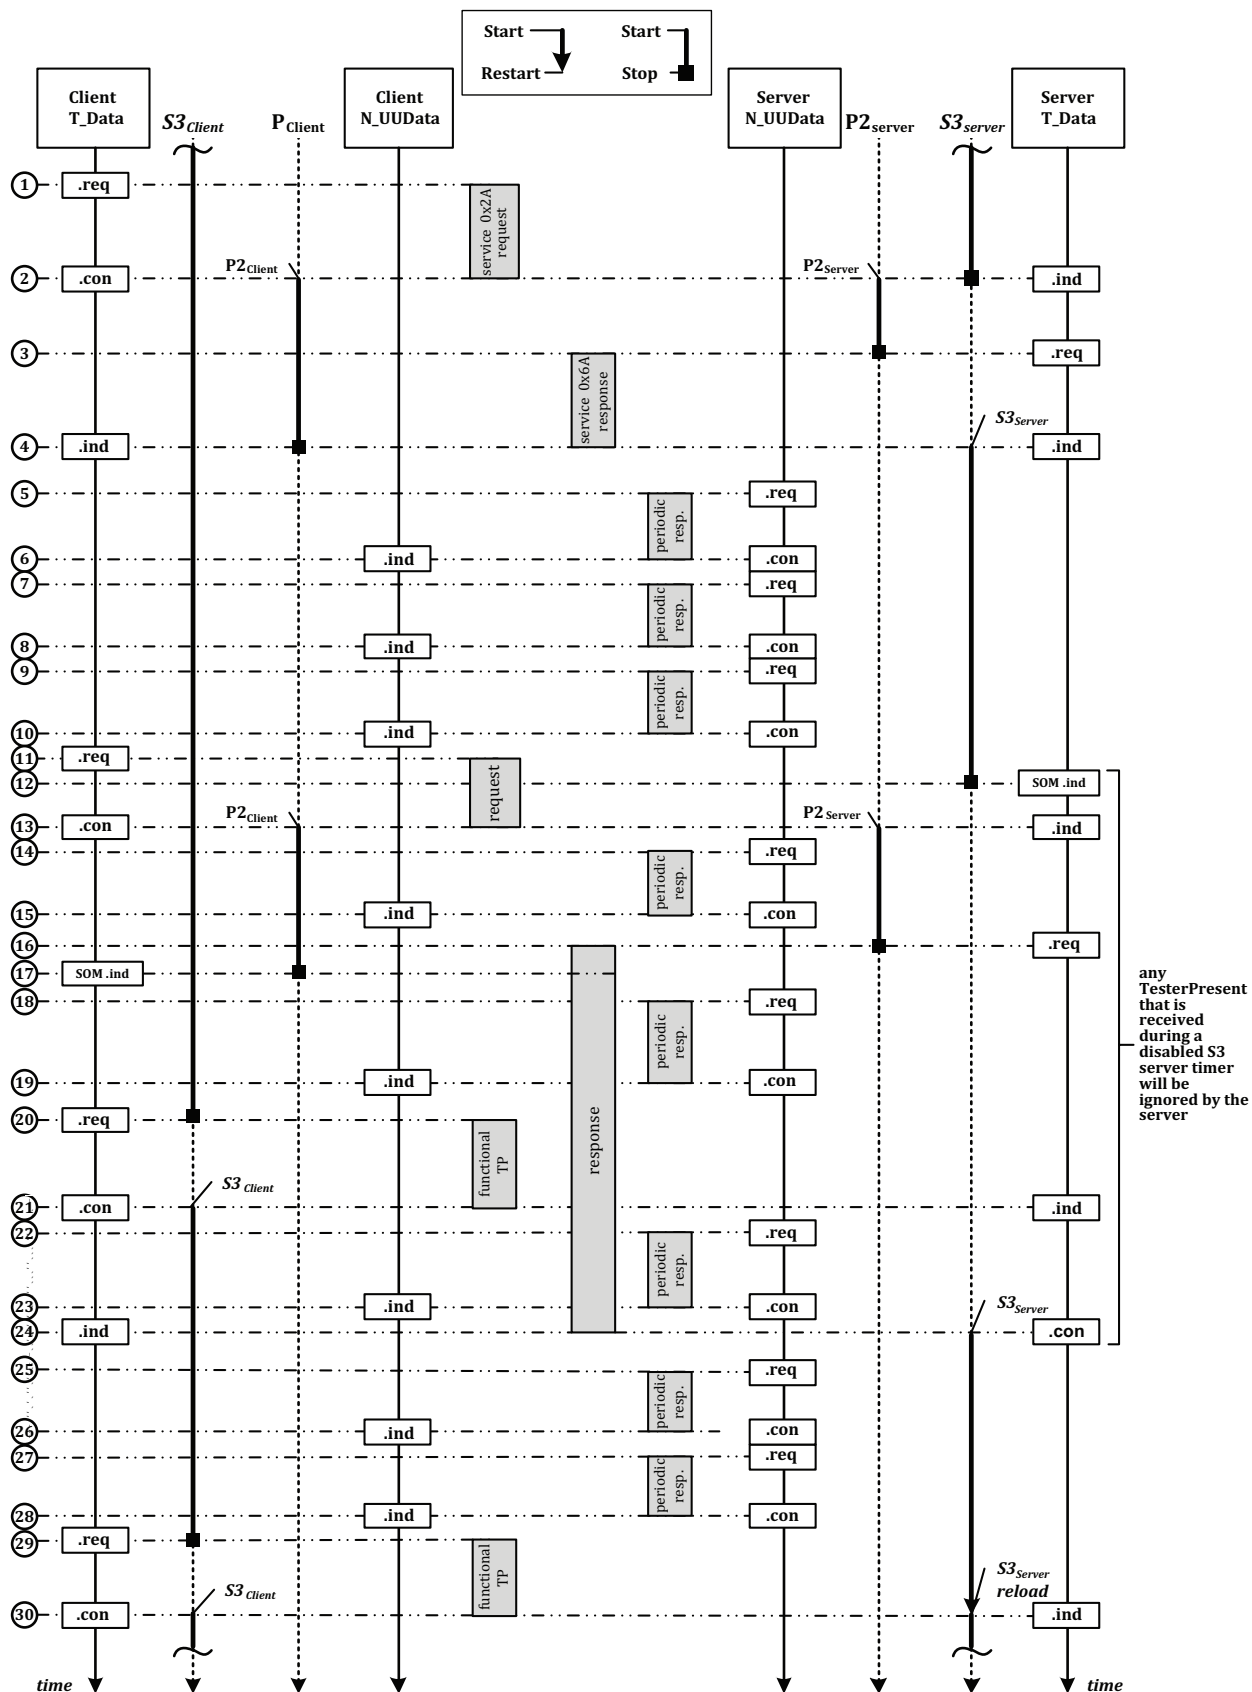 Start
Start
Restart
Stop
Client
T_Data
S3Client
PClient
Client
N_UUData
Server
N_UUData
P2server
S3server
Server
T_Data
1
.req
service 0x2A
request
2
.con
P2Client
P2Server
.ind
3
service 0x6A
response
.req
4
.ind
S3Server
.ind
5
.req
periodic
resp.
6
.ind
.con
7
.req
periodic
resp.
8
.ind
.con
9
.req
periodic
resp.
10
.ind
.con
11
.req
request
12
SOM .ind
13
.con
P2Client
P2Server
.ind
14
.req
periodic
resp.
15
.ind
.con
16
.req
17
SOM .ind
response
any
TesterPresent
that is
received
during a
disabled S3
server timer
will be
ignored by the
server
18
.req
periodic
resp.
19
.ind
.con
20
.req
functional
TP
21
.con
S3Client
.ind
22
.req
periodic
resp.
23
.ind
.con
S3Server
24
.ind
.con
25
.req
periodic
resp.
26
.ind
.con
27
.req
periodic
resp.
28
.ind
.con
29
.req
functional
TP
S3Server
reload
30
.con
S3Client
.ind
time
time